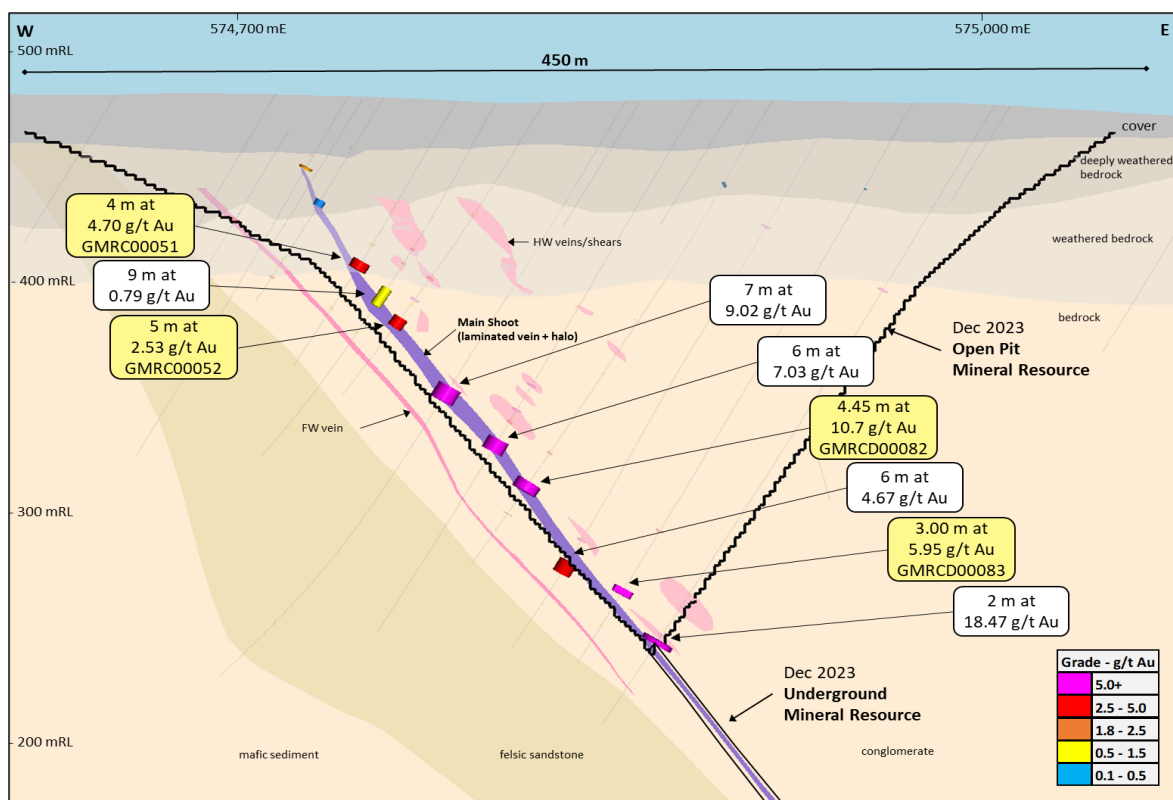 W
574,700 mE
575,000 mE
E
500 mRL
450 m
cover
deeply weathered
bedrock
4 m at
4.70 g/t Au
GMRC00051
HW veins/shears
weathered bedrock
9 m at
0.79 g/t Au
400 mRL
7 m at
9.02 g/t Au
bedrock
5 m at
2.53 g/t Au
GMRC00052
Main Shoot
(laminated vein + halo)
Dec 2023
Open Pit
Mineral Resource
6 m at
7.03 g/t Au
FW vein
4.45 m at
10.7 g/t Au
GMRCD00082
6 m at
4.67 g/t Au
300 mRL
3.00 m at
5.95 g/t Au
GMRCD00083
2 m at
18.47 g/t Au
Dec 2023
Underground
Mineral Resource
200 mRL
mafic sediment
felsic sandstone
conglomerate
Grade - g/t Au
5.0+
2.5 - 5.0
1.8 - 2.5
0.5 - 1.5
0.1 - 0.5